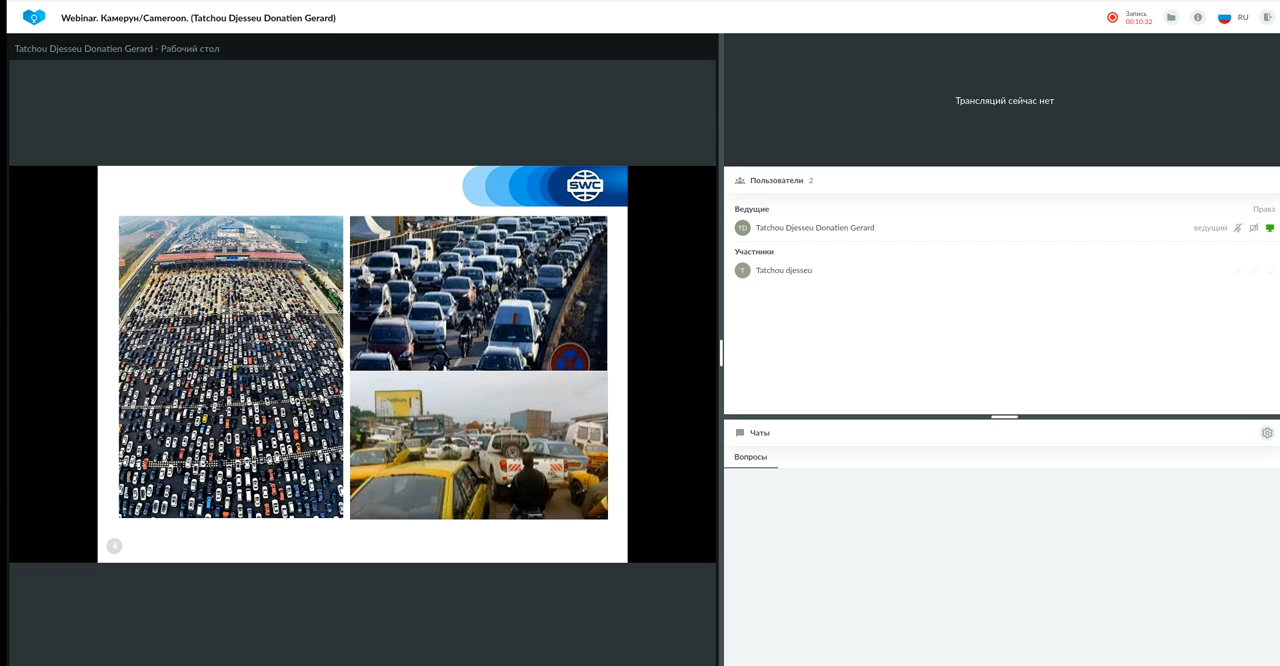 Webinar. Камерун/Cameroon. (Tatchou Djesseu Donatien Gerard)
Запись
00:10:32
RU
Tatchou Djesseu Donatien Gerard - Рабочий стол
SWC
4
Трансляций сейчас нет
Пользователи 2
Ведущие
Права
TD
Tatchou Djesseu Donatien Gerard
ведущий
Участники
T
Tatchou djesseu
Чаты
Вопросы